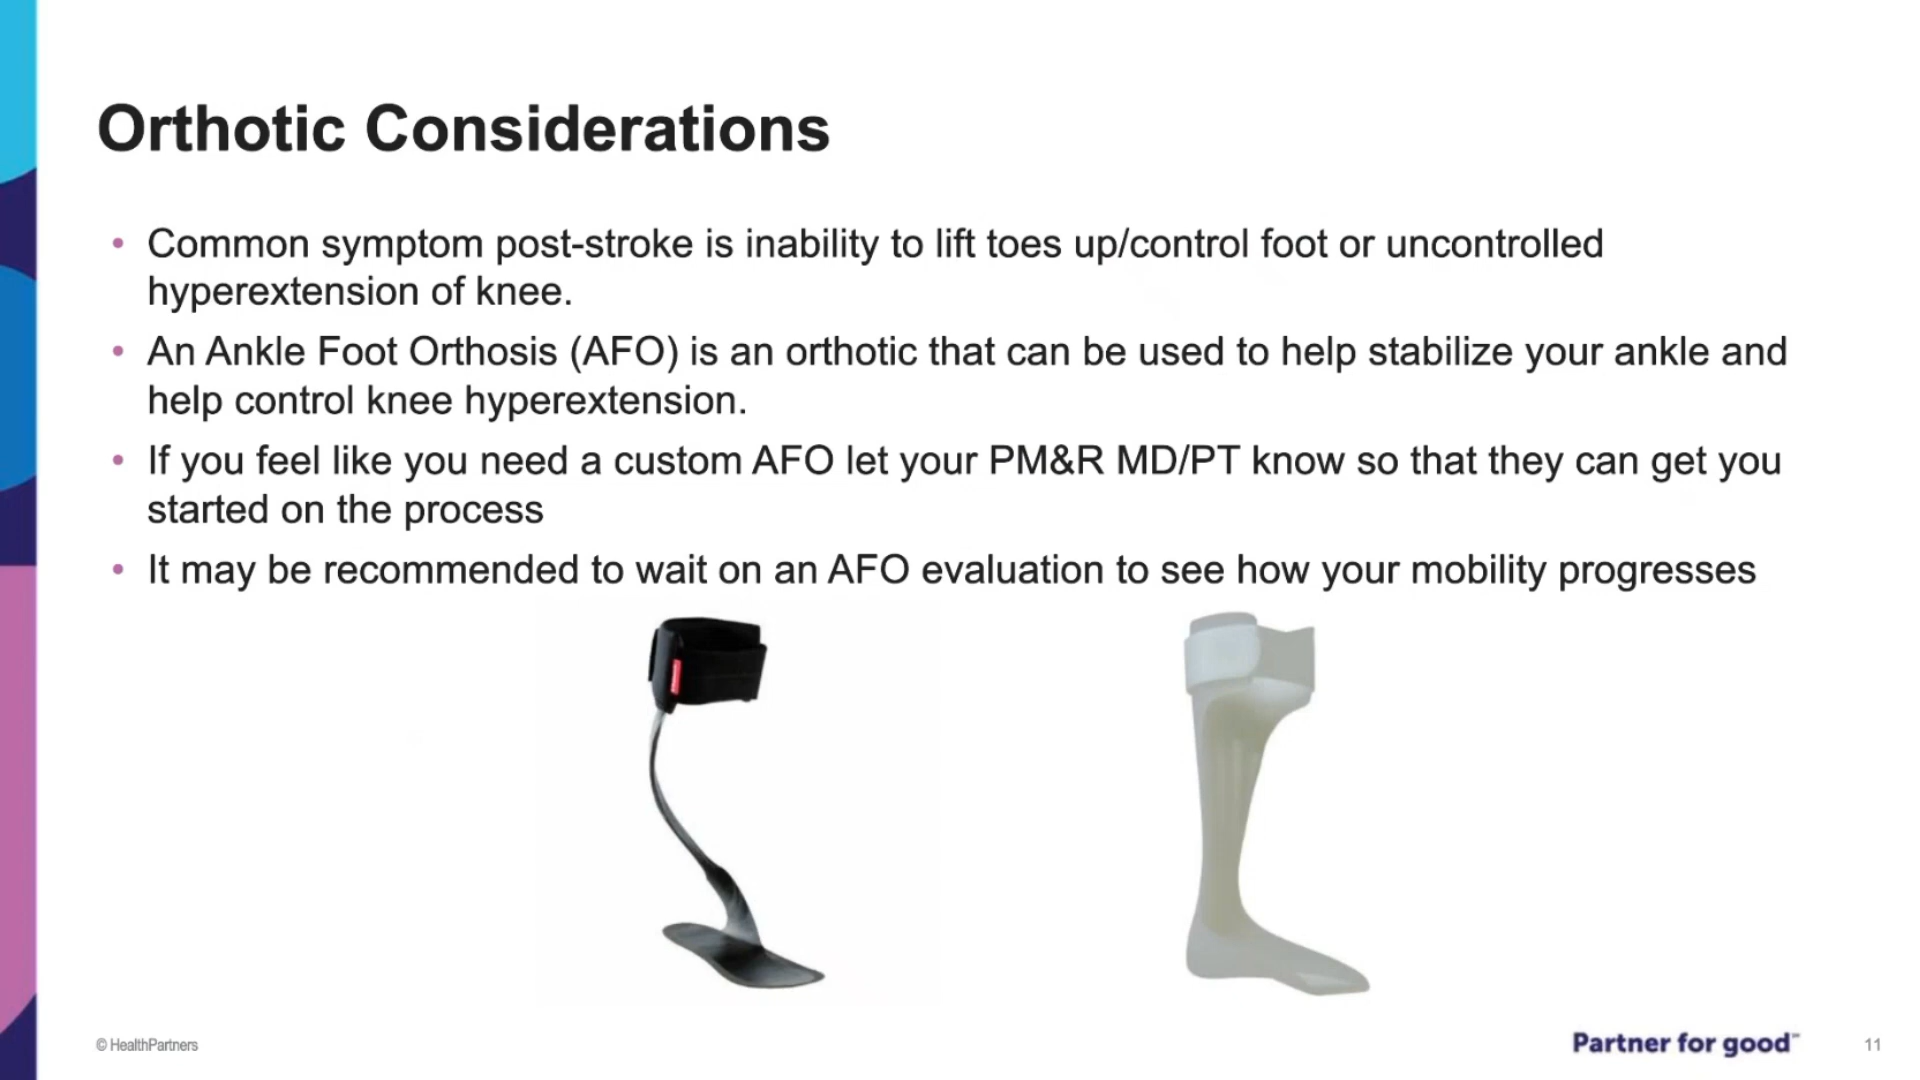 Orthotic Considerations
• Common symptom post-stroke is inability to lift toes up/control foot or uncontrolled
hyperextension of knee.
• An Ankle Foot Orthosis (AFO) is an orthotic that can be used to help stabilize your ankle and
help control knee hyperextension.
• If you feel like you need a custom AFO let your PM&R MD/PT know so that they can get you
started on the process
• It may be recommended to wait on an AFO evaluation to see how your mobility progresses
© HealthPartners
Partner for good™
11